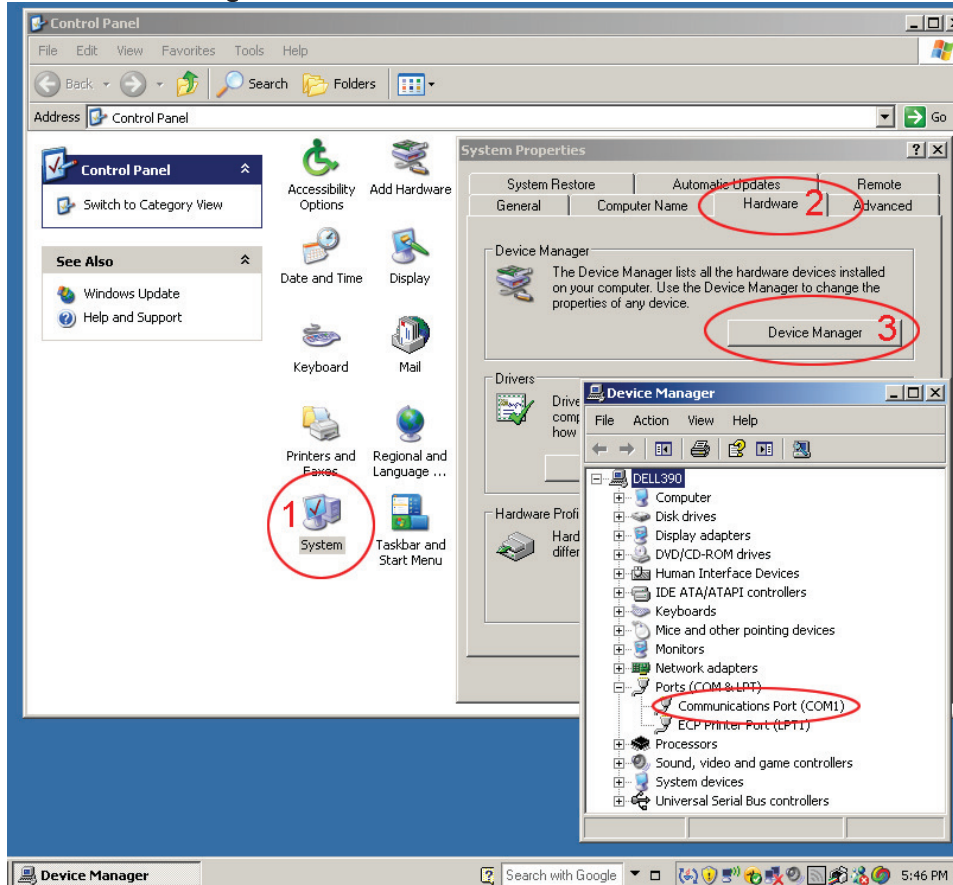 Control Panel
File Edit View Favorites Tools Help
Back Search Folders
Address Control Panel Go
Control Panel
Switch to Category View
See Also
Windows Update
Help and Support
Accessibility Options
Add Hardware
Date and Time
Display
Keyboard
Mail
Printers and Faxes
Regional and Language ...
1
System
Taskbar and Start Menu
System Properties
System Restore Automatic Updates Remote
General Computer Name Hardware 2 Advanced
Device Manager
The Device Manager lists all the hardware devices installed
on your computer. Use the Device Manager to change the
properties of any device.
Device Manager 3
Drivers
Drive
comp
how
Hardware Profi
Hard
differ
Device Manager
File Action View Help
DELL390
Computer
Disk drives
Display adapters
DVD/CD-ROM drives
Human Interface Devices
IDE ATA/ATAPI controllers
Keyboards
Mice and other pointing devices
Monitors
Network adapters
Ports (COM & LPT)
Communications Port (COM1)
ECP Printer Port (LPT1)
Processors
Sound, video and game controllers
System devices
Universal Serial Bus controllers
Device Manager Search with Google 5:46 PM